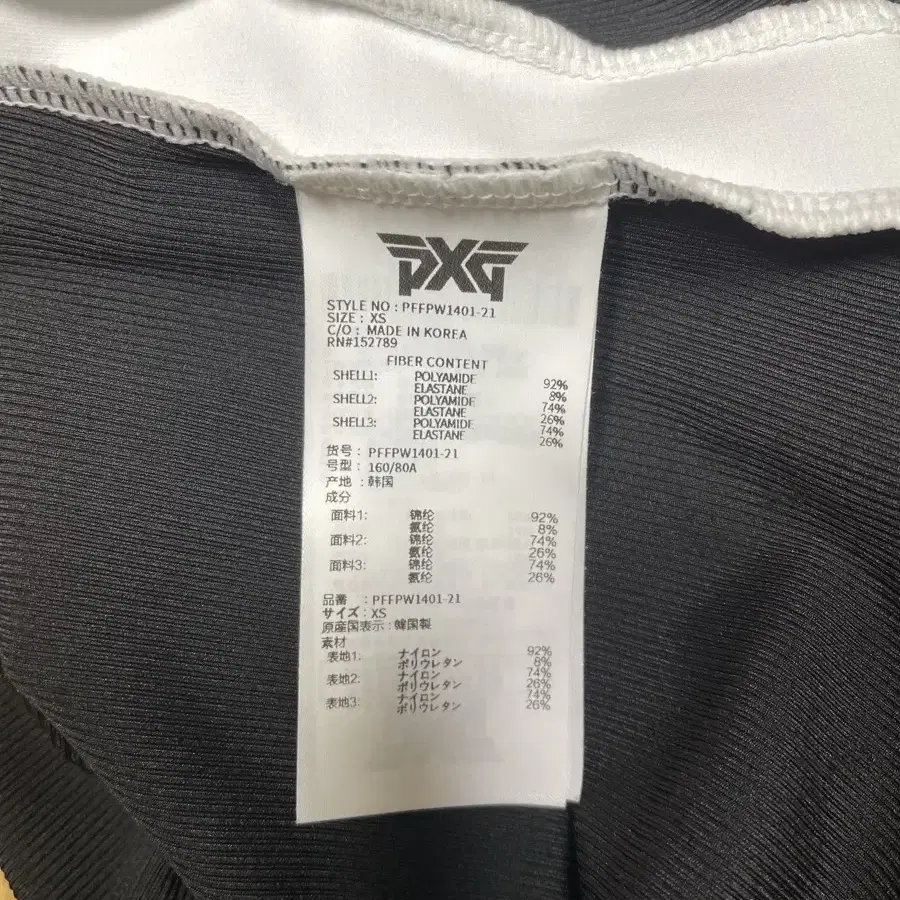 PXG
STYLE NO : PFFPW1401-21
SIZE : XS
C/O : MADE IN KOREA
RN#152789
FIBER CONTENT
SHELL1: POLYAMIDE 92%
ELASTANE 8%
SHELL2: POLYAMIDE 74%
ELASTANE 26%
SHELL3: POLYAMIDE 74%
ELASTANE 26%
货号 : PFFPW1401-21
号型 : 160/80A
产地 : 韩国
成分
面料1: 锦纶 92%
氨纶 8%
面料2: 锦纶 74%
氨纶 26%
面料3: 锦纶 74%
氨纶 26%
品番 : PFFPW1401-21
サイズ : XS
原産国表示 : 韓国製
素材
表地1: ナイロン 92%
ポリウレタン 8%
表地2: ナイロン 74%
ポリウレタン 26%
表地3: ナイロン 74%
ポリウレタン 26%